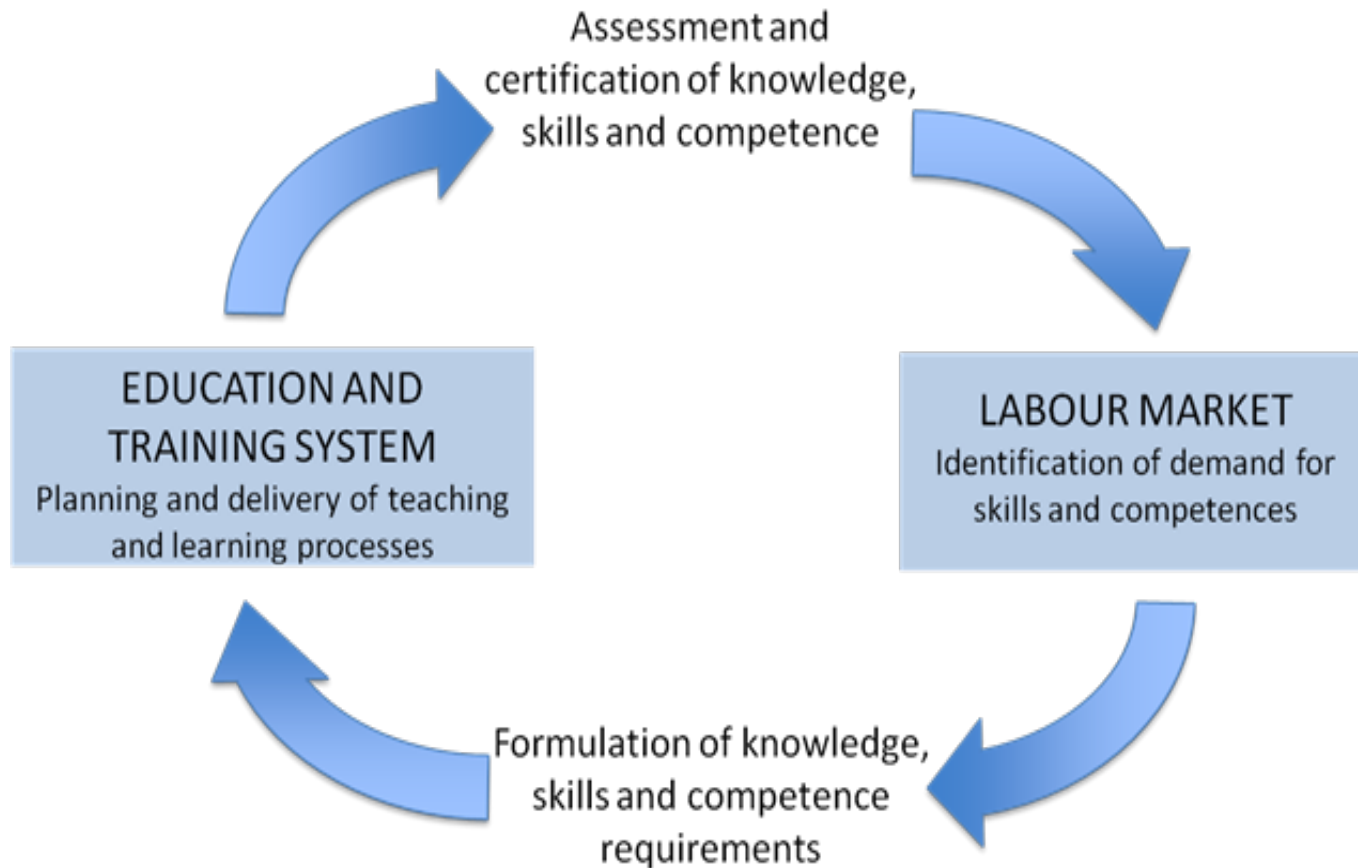 Assessment and
certification of knowledge,
skills and competence
EDUCATION AND
TRAINING SYSTEM
Planning and delivery of teaching
and learning processes
LABOUR MARKET
Identification of demand for
skills and competences
Formulation of knowledge,
skills and competence
requirements